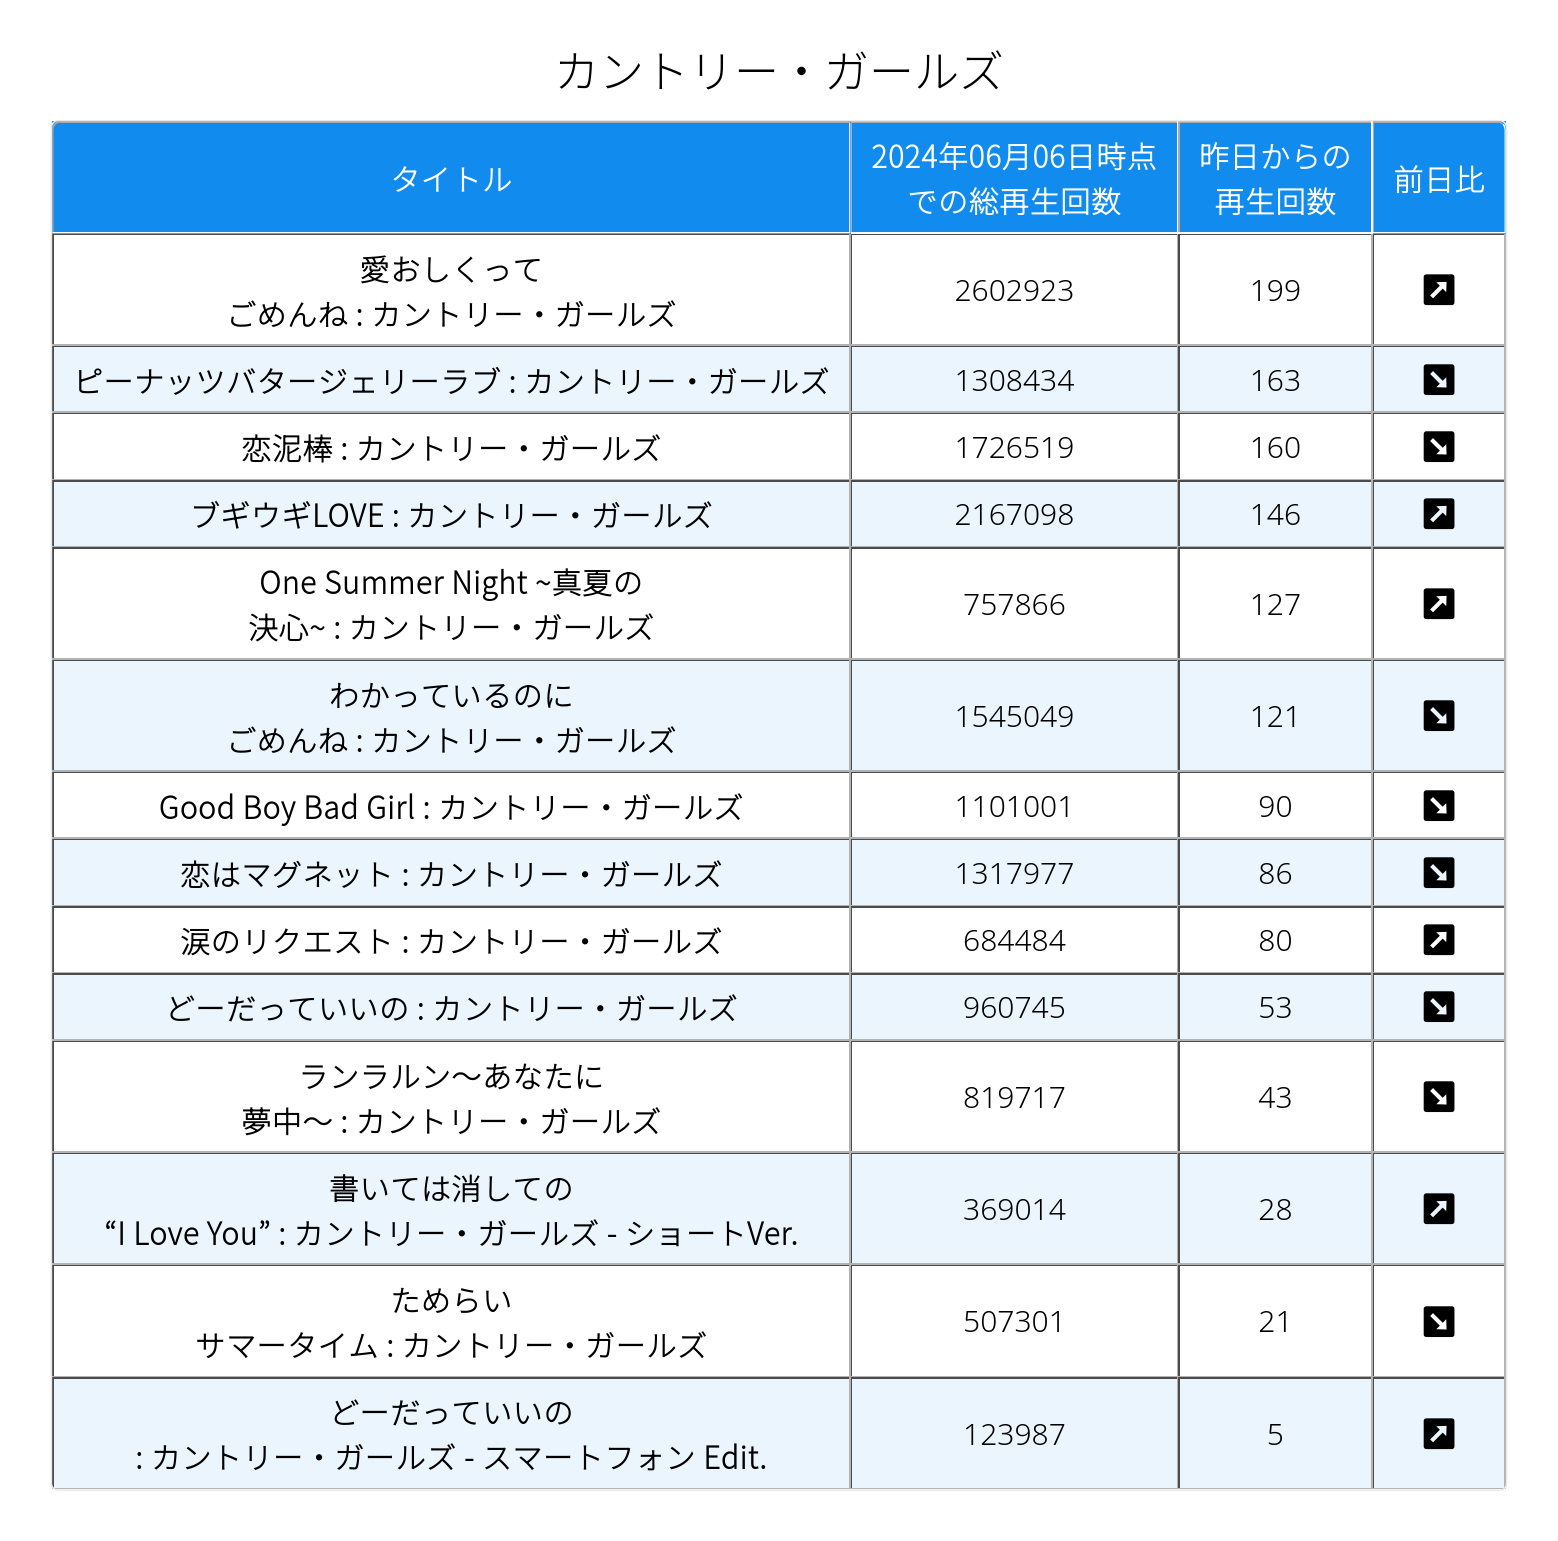 カントリー・ガールズ
タイトル
2024年06月06日時点
での総再生回数
昨日からの
再生回数
前日比
愛おしくって
ごめんね : カントリー・ガールズ
2602923
199
ピーナッツバタージェリーラブ : カントリー・ガールズ
1308434
163
恋泥棒 : カントリー・ガールズ
1726519
160
ブギウギLOVE : カントリー・ガールズ
2167098
146
One Summer Night ~真夏の
決心~ : カントリー・ガールズ
757866
127
わかっているのに
ごめんね : カントリー・ガールズ
1545049
121
Good Boy Bad Girl : カントリー・ガールズ
1101001
90
恋はマグネット : カントリー・ガールズ
1317977
86
涙のリクエスト : カントリー・ガールズ
684484
80
どーだっていいの : カントリー・ガールズ
960745
53
ランラルン～あなたに
夢中～ : カントリー・ガールズ
819717
43
書いては消しての
“I Love You” : カントリー・ガールズ - ショートVer.
369014
28
ためらい
サマータイム : カントリー・ガールズ
507301
21
どーだっていいの
: カントリー・ガールズ - スマートフォン Edit.
123987
5